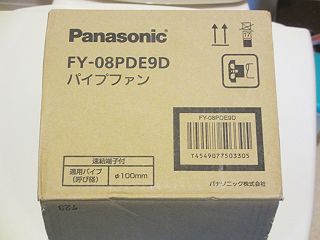 Panasonic
FY-08PDE9D
パイプファン
FY-08PDE9D
T4549077503305
速結端子付
適用パイプ
(呼び径)
φ100mm
パナソニック株式会社